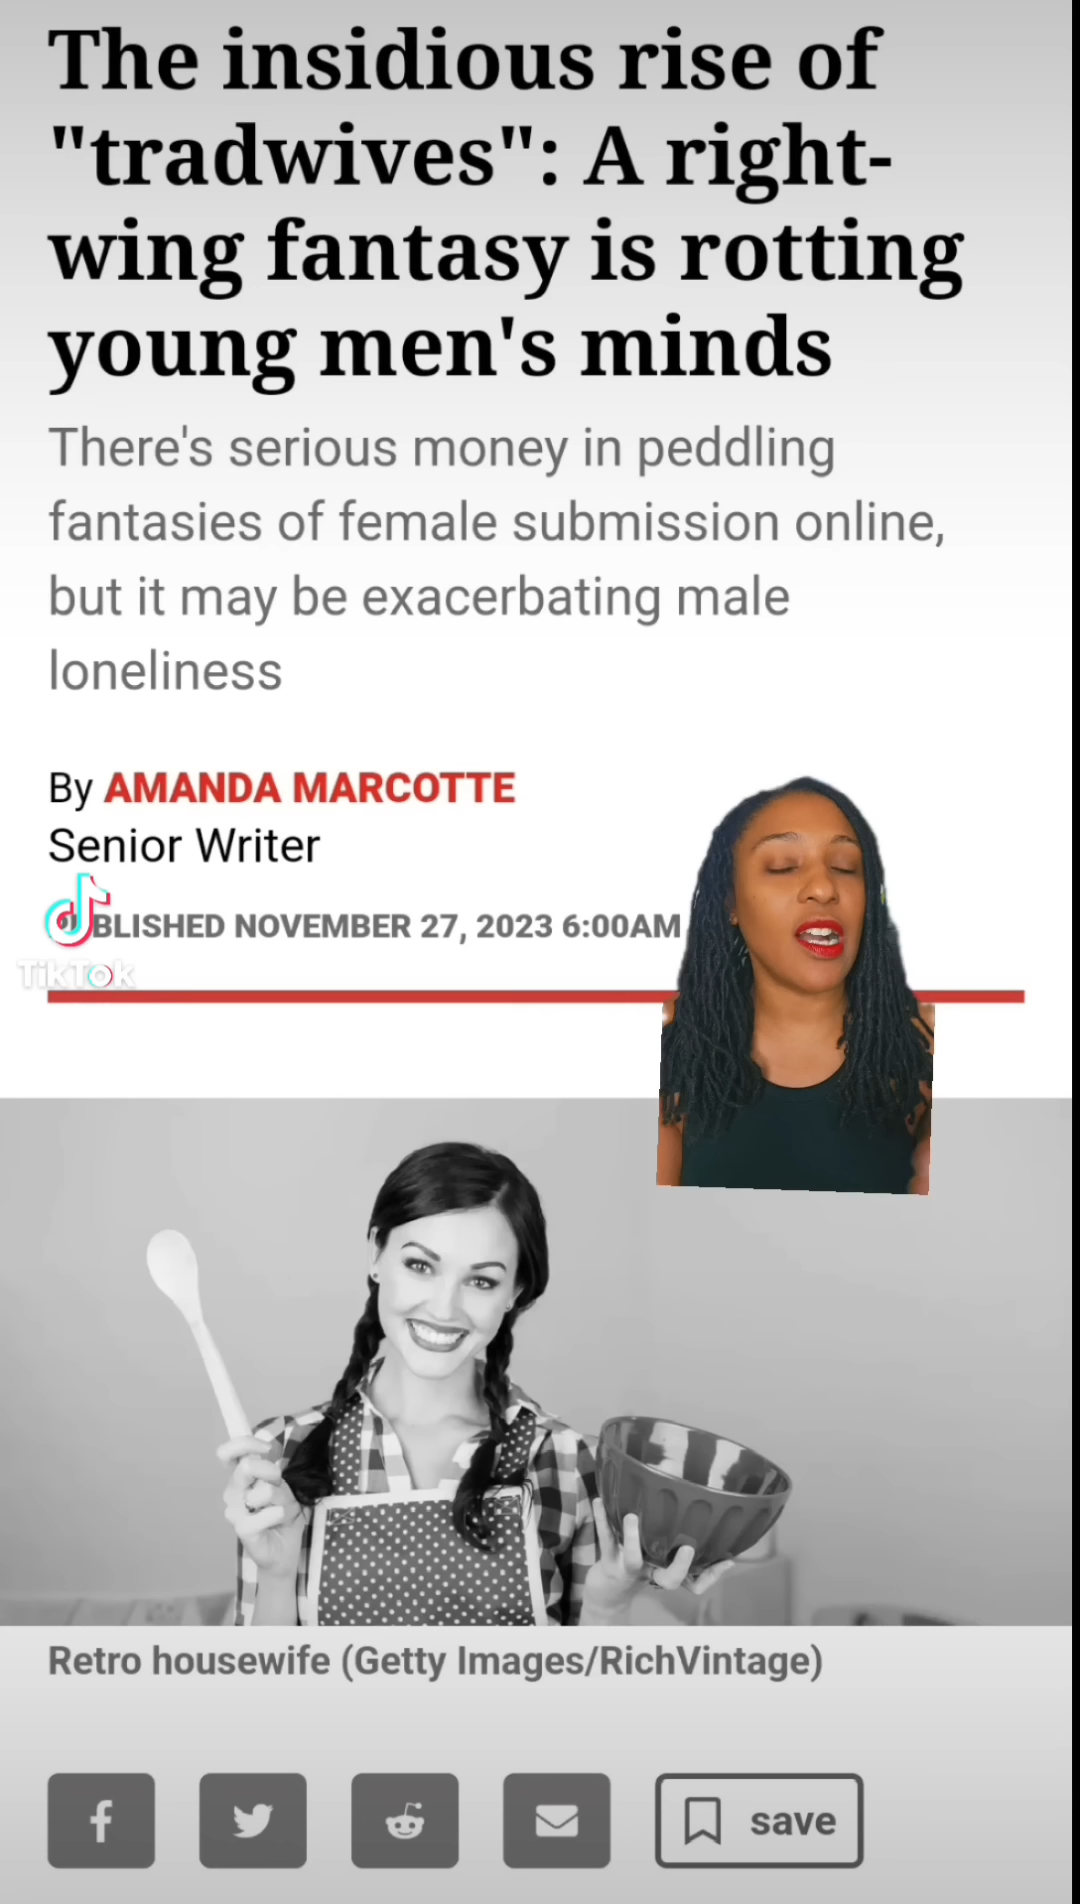 The insidious rise of
"tradwives": A right-
wing fantasy is rotting
young men's minds
There's serious money in peddling
fantasies of female submission online,
but it may be exacerbating male
loneliness
By AMANDA MARCOTTE
Senior Writer
BLISHED NOVEMBER 27, 2023 6:00AM
TikTok
Retro housewife (Getty Images/RichVintage)
save